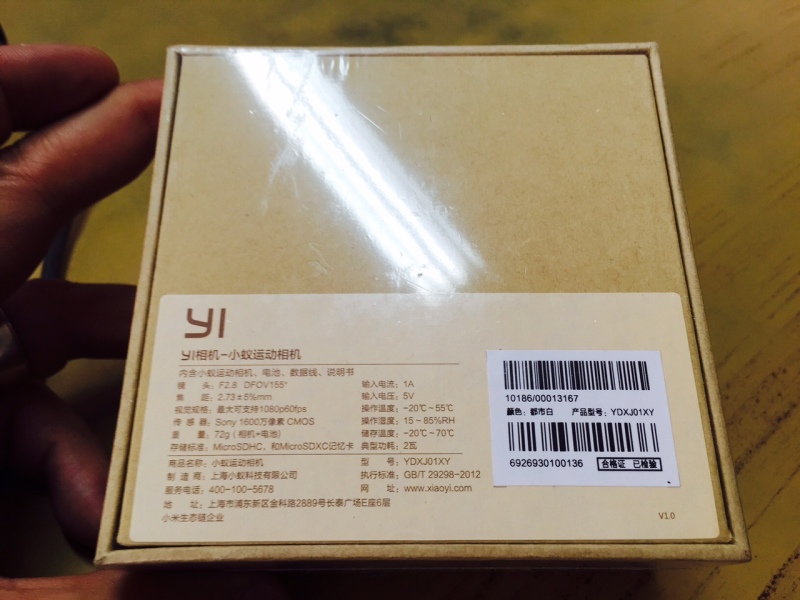 YI
YI相机-小蚁运动相机
内含小蚁运动相机、电池、数据线、说明书
镜 头: F2.8 DFOV155° 输入电流: 1A
焦 距: 2.73±5%mm 输入电压: 5V
视觉规格: 最大可支持1080p60fps 操作温度: -20℃~55℃
传 感 器: Sony 1600万像素 CMOS 操作湿度: 15~85%RH
重 量: 72g (相机+电池) 储存温度: -20℃~70℃
存储标准: MicroSDHC, 和MicroSDXC记忆卡 典型功耗: 2瓦
商品名称: 小蚁运动相机 型 号: YDXJ01XY
制 造 商: 上海小蚁科技有限公司 执行标准: GB/T 29298-2012
服务电话: 400-100-5678 网 址: www.xiaoyi.com
地 址: 上海市浦东新区金科路2889号长泰广场E座6层
小米生态链企业
V1.0
10186/00013167
颜色: 都市白 产品型号: YDXJ01XY
6926930100136 合格证 已检验